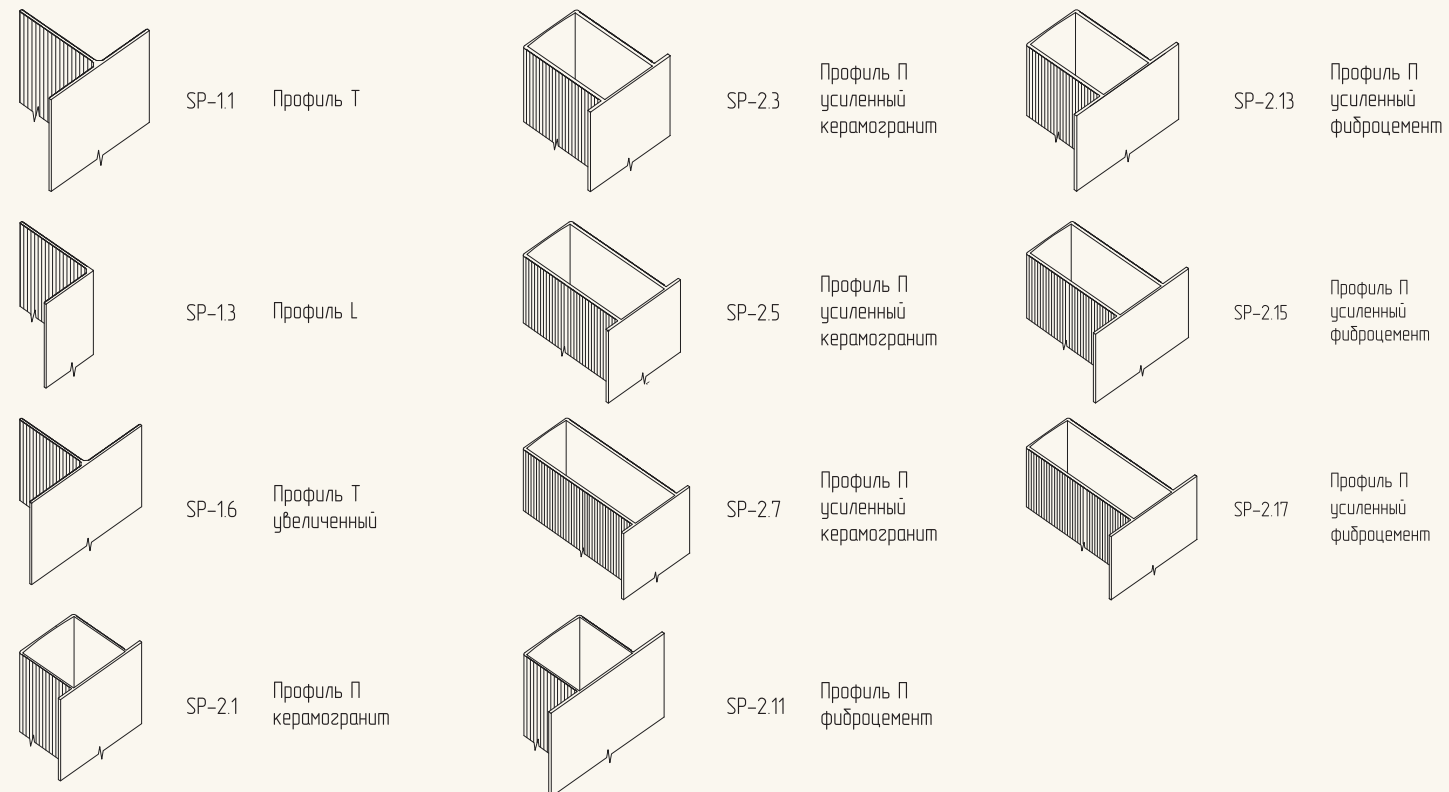 SP-1.1
Профиль Т
SP-1.3
Профиль L
SP-1.6
Профиль Т
увеличенный
SP-2.1
Профиль П
керамогранит
SP-2.3
Профиль П
усиленный
керамогранит
SP-2.5
Профиль П
усиленный
керамогранит
SP-2.7
Профиль П
усиленный
керамогранит
SP-2.11
Профиль П
фиброцемент
SP-2.13
Профиль П
усиленный
фиброцемент
SP-2.15
Профиль П
усиленный
фиброцемент
SP-2.17
Профиль П
усиленный
фиброцемент